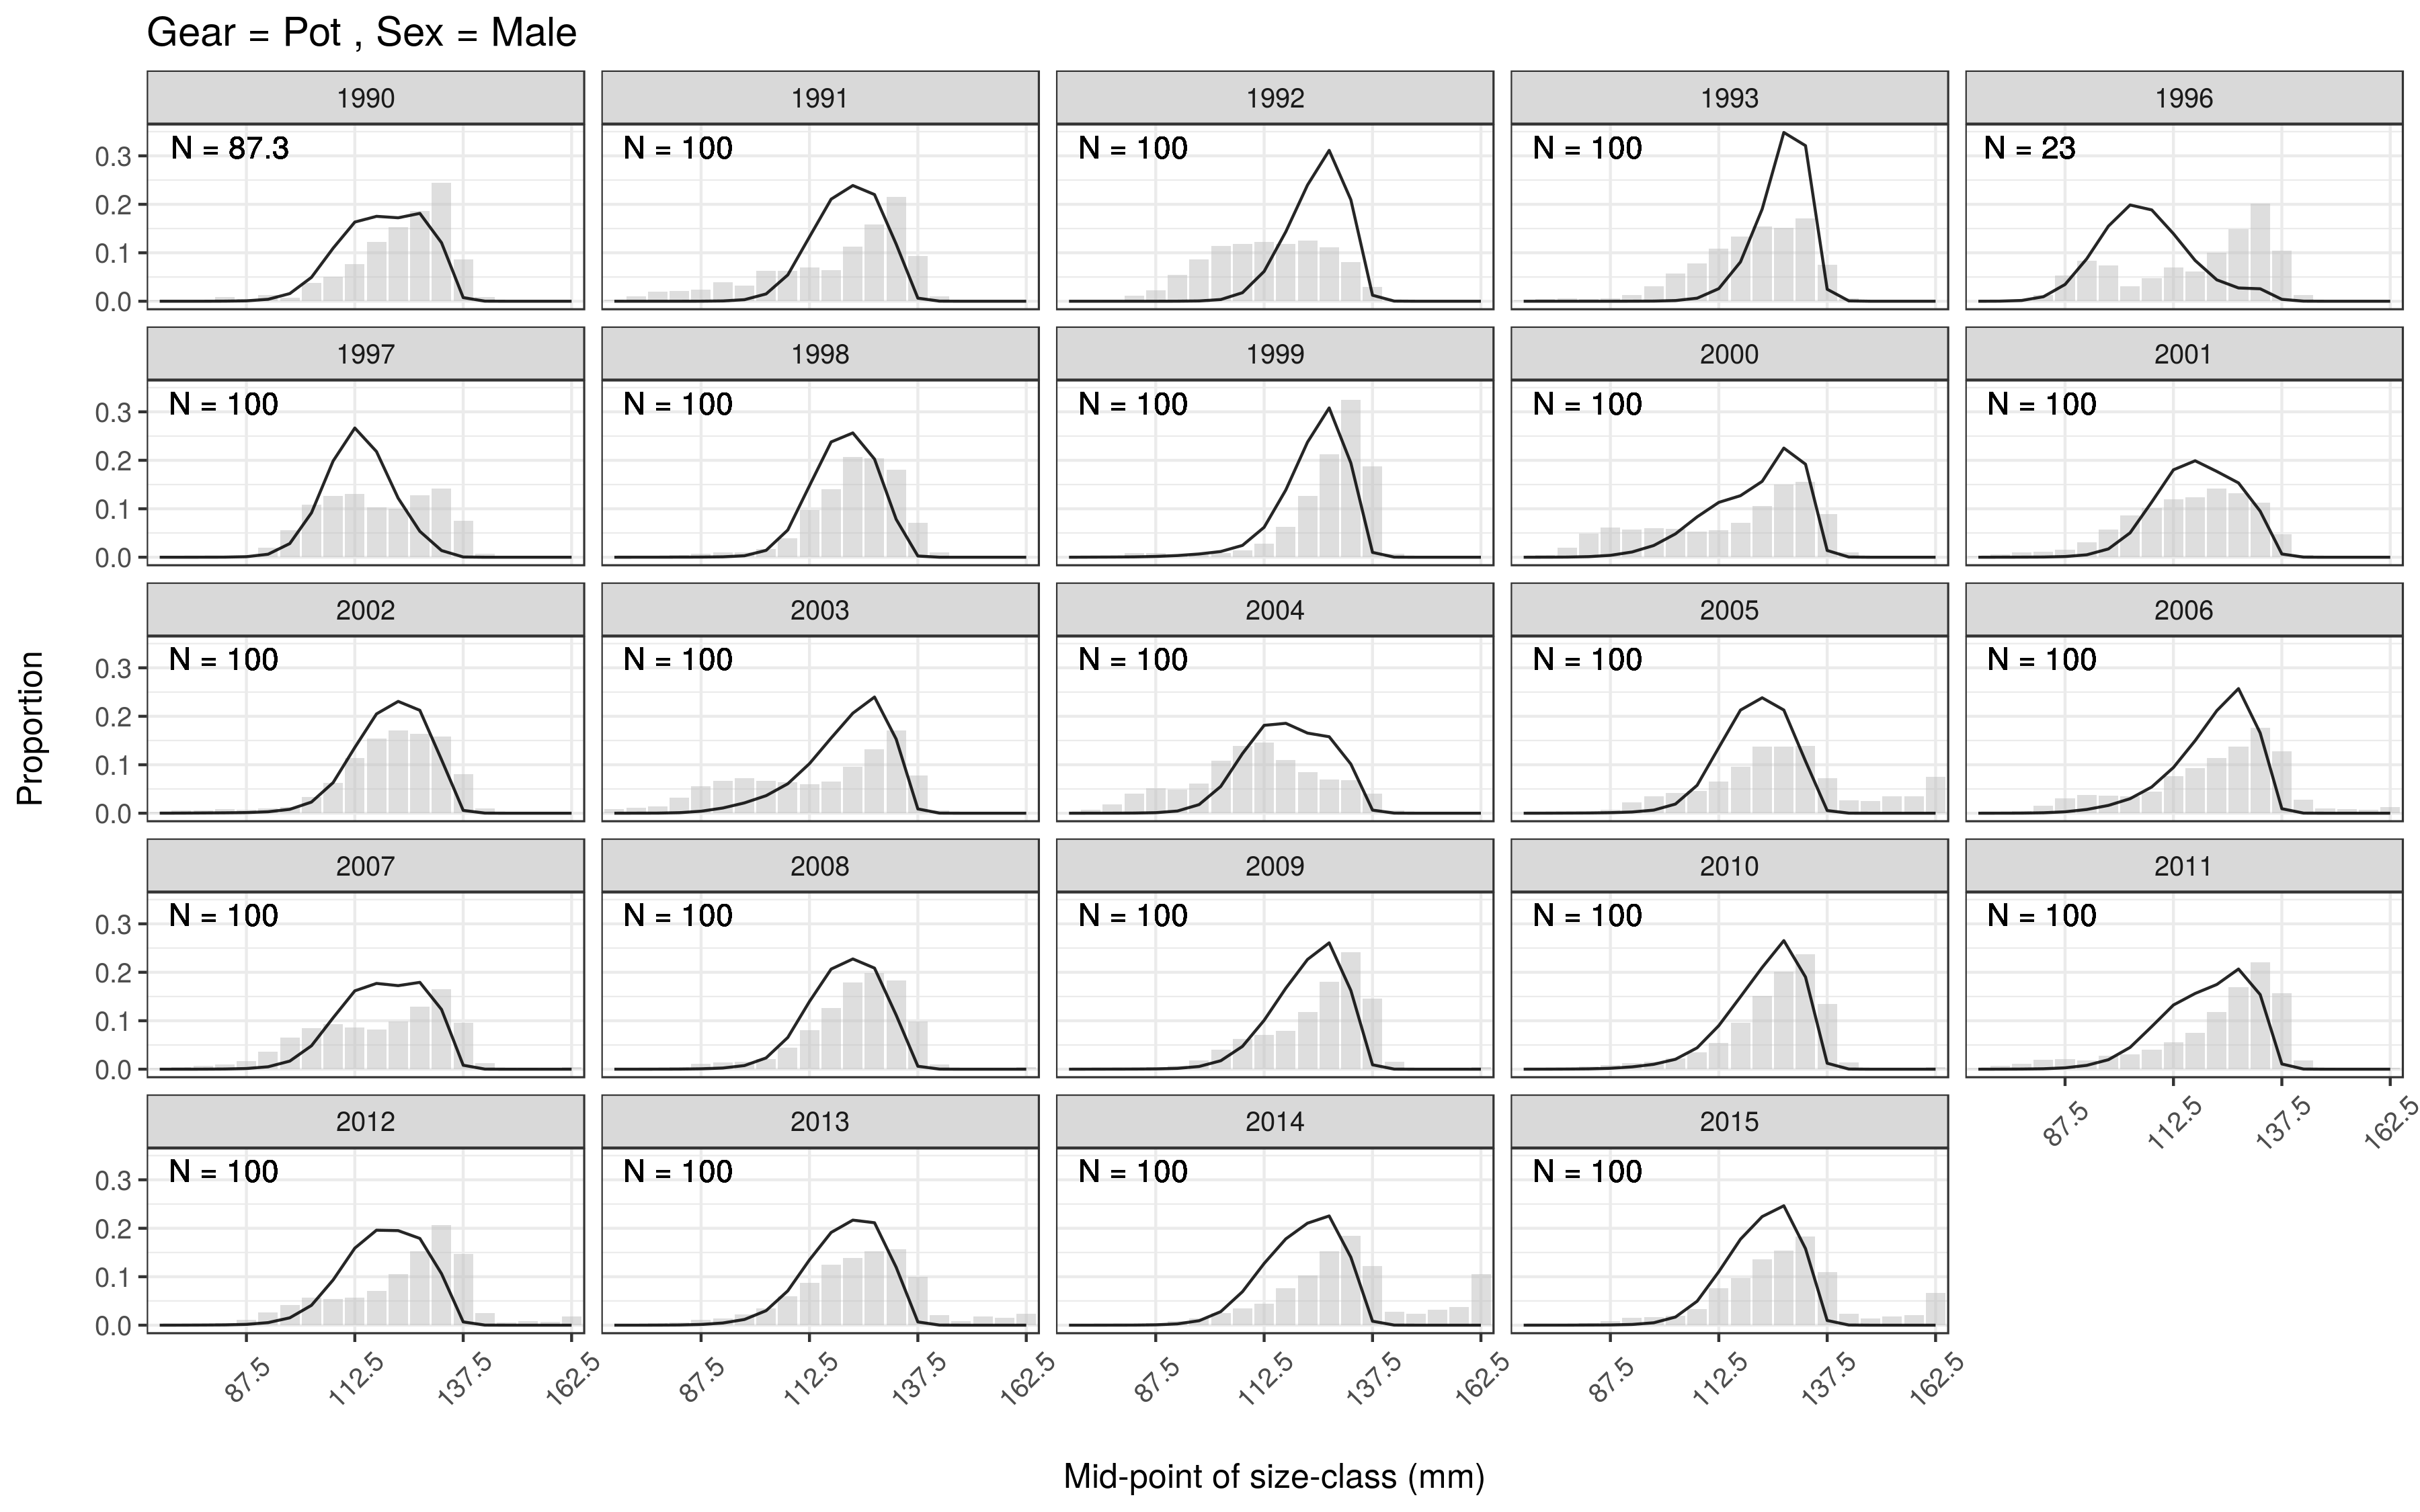 Gear = Pot , Sex = Male
1990 1991 1992 1993 1996
N = 87.3 N = 100 N = 100 N = 100 N = 23
0.3
0.2
0.1
0.0
1997 1998 1999 2000 2001
N = 100 N = 100 N = 100 N = 100 N = 100
0.3
0.2
0.1
0.0
2002 2003 2004 2005 2006
N = 100 N = 100 N = 100 N = 100 N = 100
0.3
0.2
0.1
0.0
Proportion
2007 2008 2009 2010 2011
N = 100 N = 100 N = 100 N = 100 N = 100
0.3
0.2
0.1
0.0
87.5 112.5 137.5 162.5
2012 2013 2014 2015
N = 100 N = 100 N = 100 N = 100
0.3
0.2
0.1
0.0
87.5 112.5 137.5 162.5 87.5 112.5 137.5 162.5 87.5 112.5 137.5 162.5 87.5 112.5 137.5 162.5
Mid-point of size-class (mm)